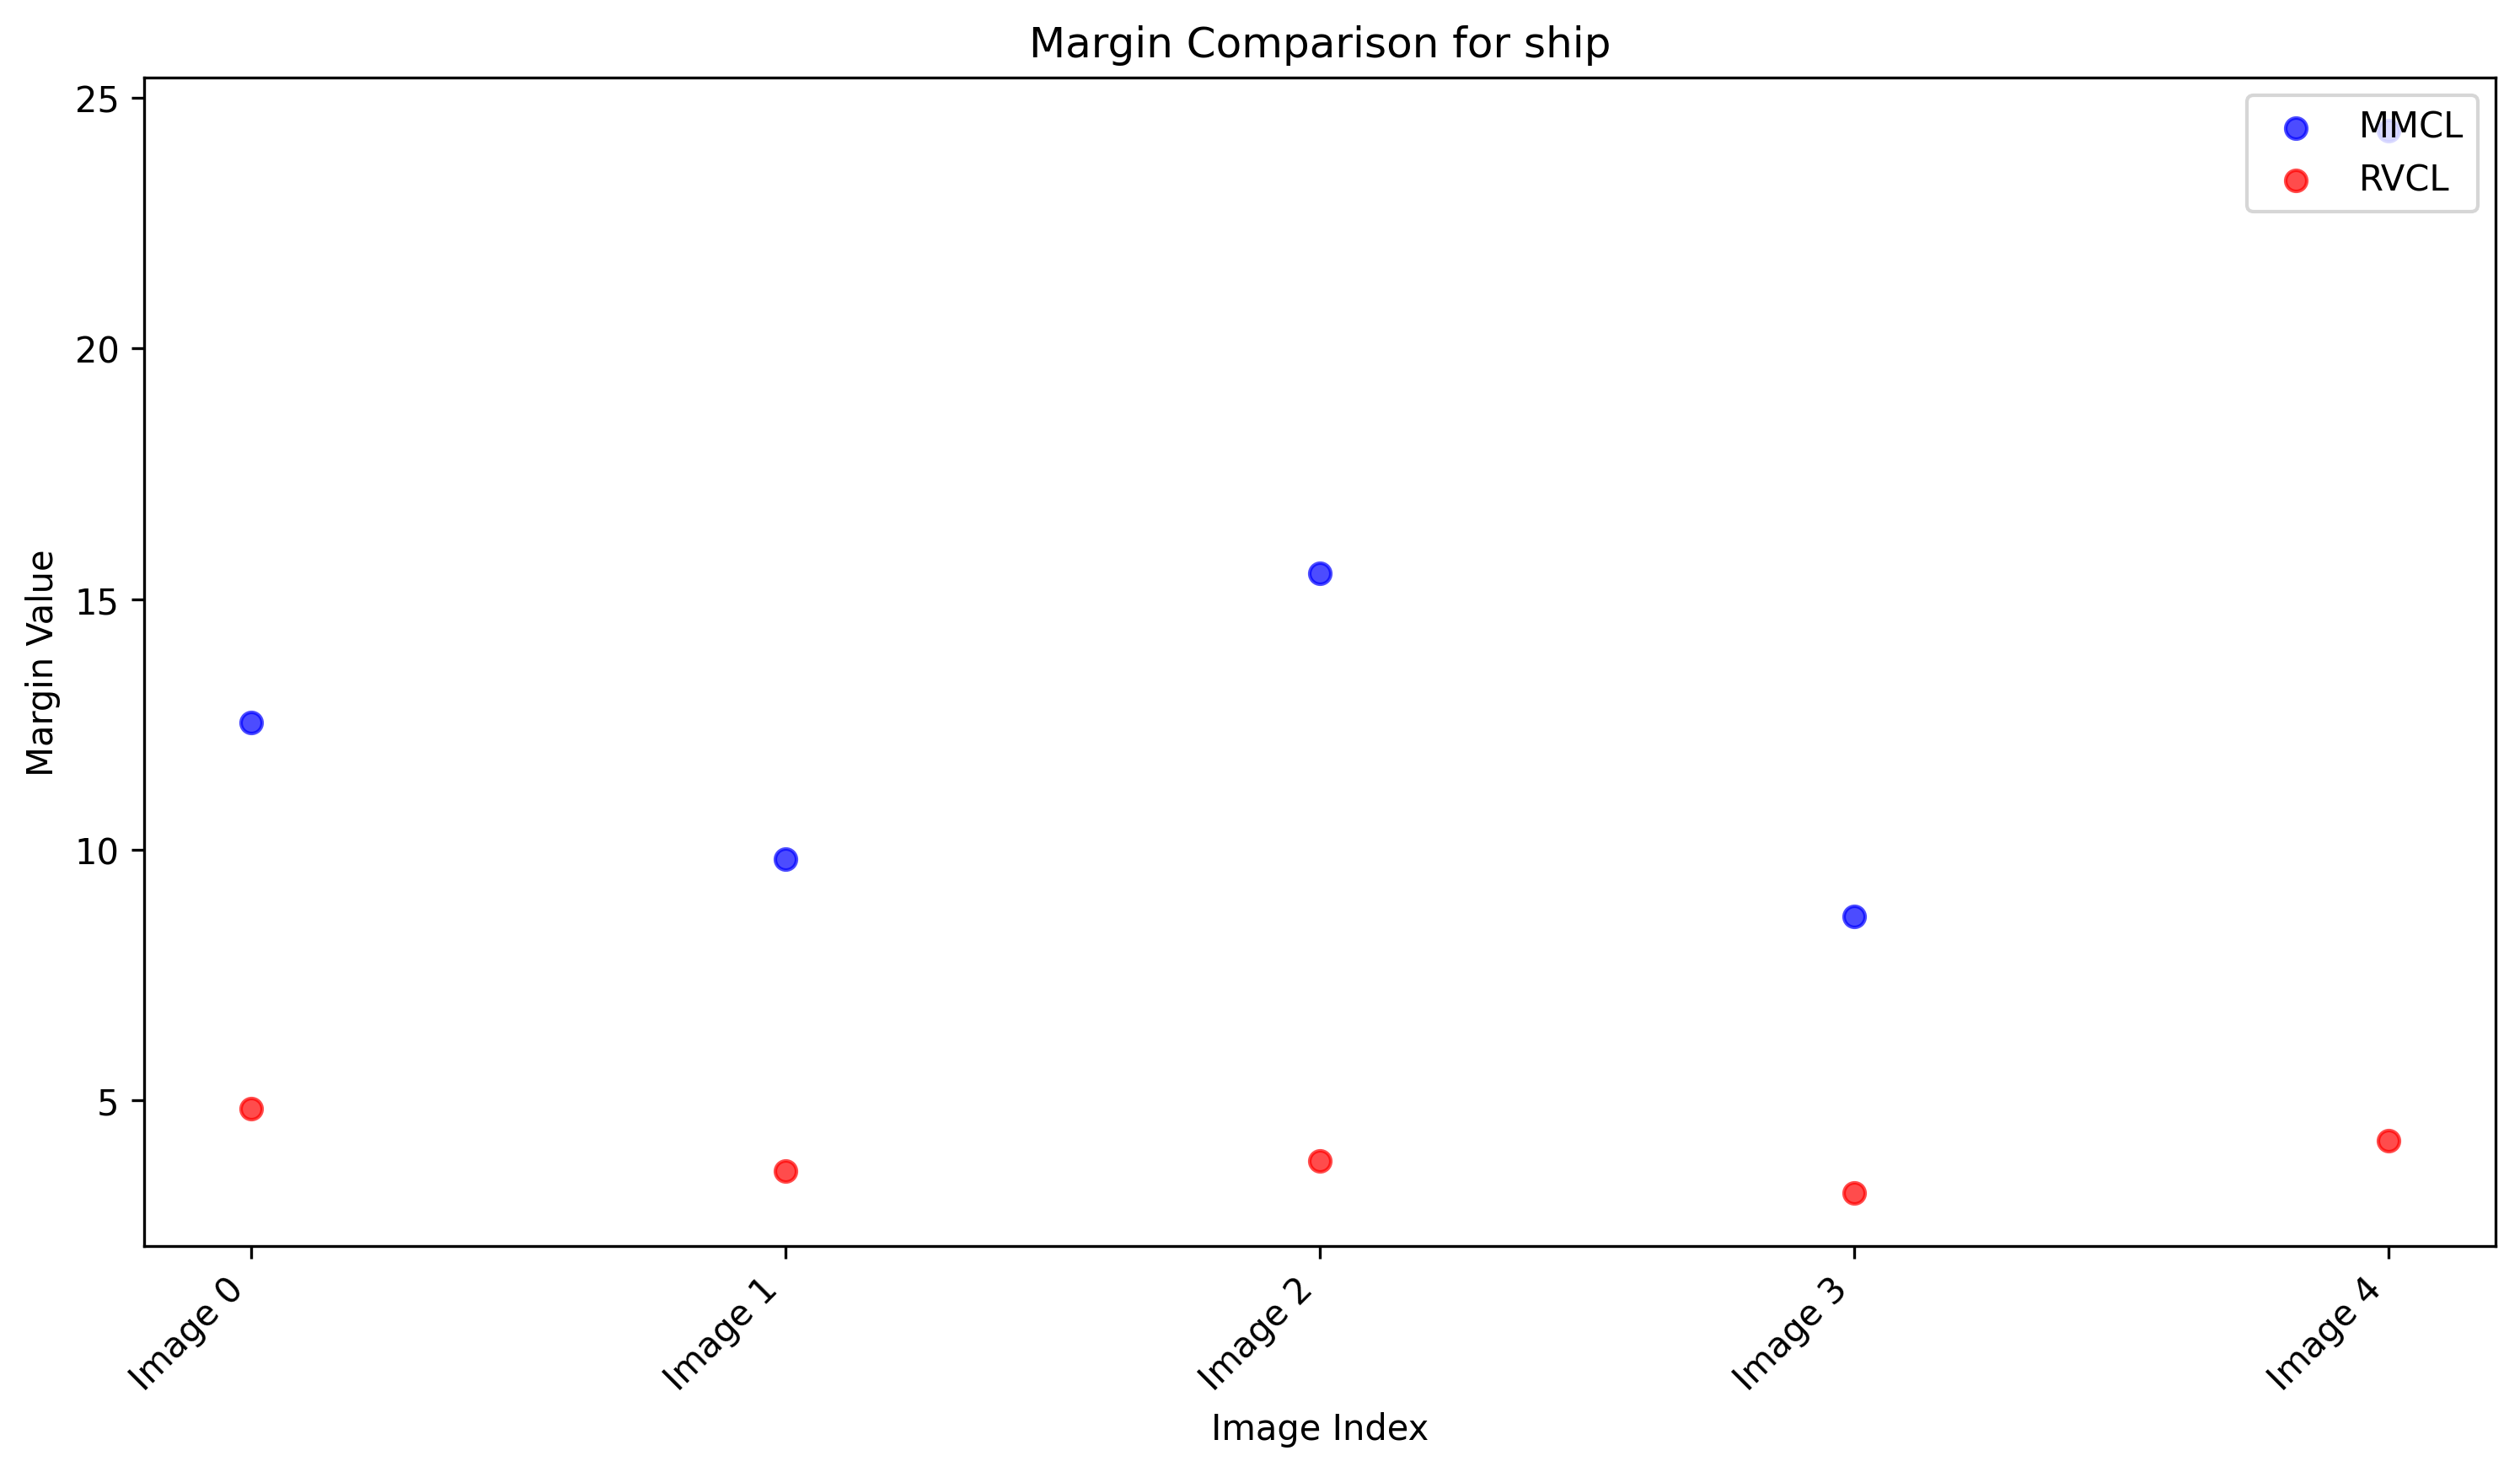 Margin Comparison for ship
25
20
15
10
5
Margin Value
MMCL
RVCL
Image 0
Image 1
Image 2
Image 3
Image 4
Image Index